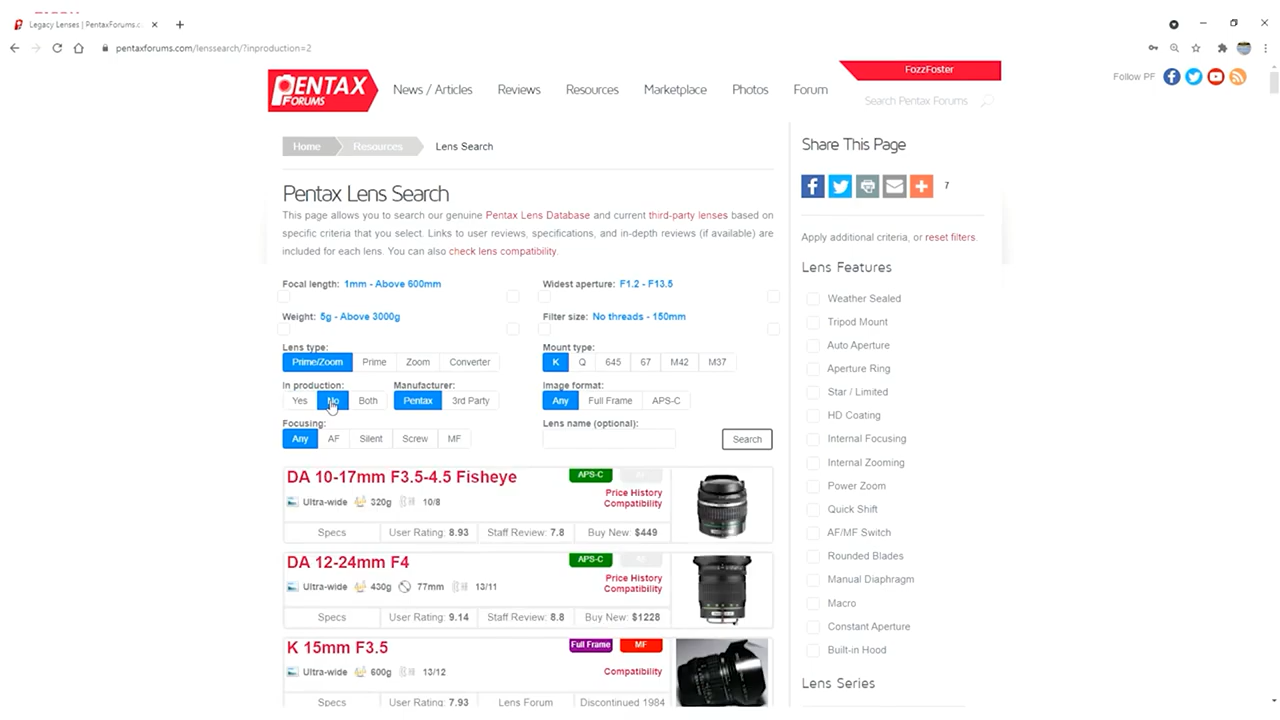 Legacy Lenses | PentaxForums.c
pentaxforums.com/lenssearch/?inproduction=2
PENTAX
FORUMS
News / Articles
Reviews
Resources
Marketplace
Photos
Forum
FozzFoster
Search Pentax Forums
Follow PF
Home
Resources
Lens Search
Share This Page
7
Pentax Lens Search
This page allows you to search our genuine Pentax Lens Database and current third-party lenses based on
specific criteria that you select. Links to user reviews, specifications, and in-depth reviews (if available) are
included for each lens. You can also check lens compatibility.
Apply additional criteria, or reset filters.
Focal length: 1mm - Above 600mm
Widest aperture: F1.2 - F13.5
Weight: 5g - Above 3000g
Filter size: No threads - 150mm
Lens type:
Prime/Zoom Prime Zoom Converter
Mount type:
K Q 645 67 M42 M37
In production:
Yes No Both
Manufacturer:
Pentax 3rd Party
Image format:
Any Full Frame APS-C
Focusing:
Any AF Silent Screw MF
Lens name (optional):
Search
DA 10-17mm F3.5-4.5 Fisheye
APS-C AF
Price History
Compatibility
Ultra-wide 320g 10/8
Specs User Rating: 8.93 Staff Review: 7.8 Buy New: $449
DA 12-24mm F4
APS-C AF
Price History
Compatibility
Ultra-wide 430g 77mm 13/11
Specs User Rating: 9.14 Staff Review: 8.8 Buy New: $1228
K 15mm F3.5
Full Frame MF
Compatibility
Ultra-wide 600g 13/12
Specs User Rating: 7.93 Lens Forum Discontinued 1984
Lens Features
Weather Sealed
Tripod Mount
Auto Aperture
Aperture Ring
Star / Limited
HD Coating
Internal Focusing
Internal Zooming
Power Zoom
Quick Shift
AF/MF Switch
Rounded Blades
Manual Diaphragm
Macro
Constant Aperture
Built-in Hood
Lens Series